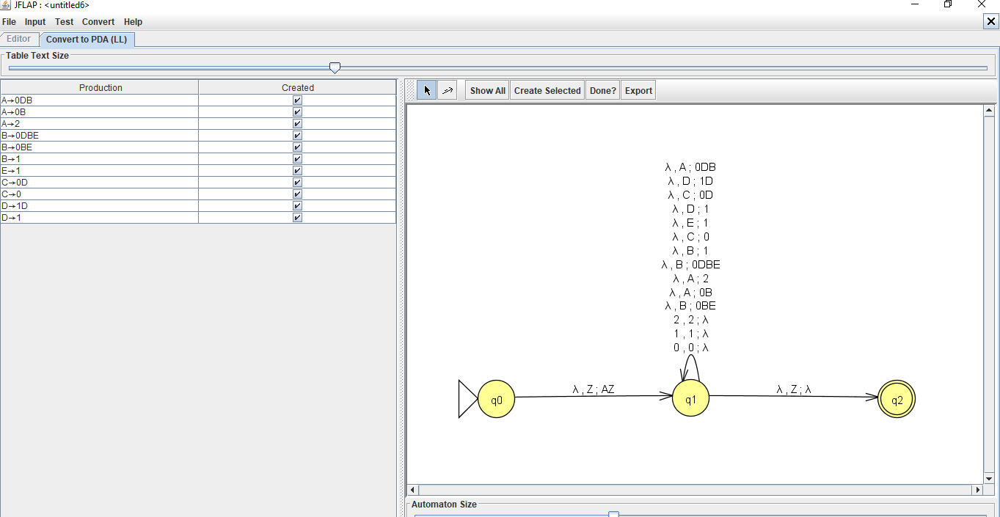 JFLAP : <untitled6>
File Input Test Convert Help
Editor Convert to PDA (LL)
Table Text Size
Production Created
A→0DB
A→0B
A→2
B→0DBE
B→0BE
B→1
E→1
C→0D
C→0
D→1D
D→1
Show All Create Selected Done? Export
λ , A ; 0DB
λ , D ; 1D
λ , C ; 0D
λ , D ; 1
λ , E ; 1
λ , C ; 0
λ , B ; 1
λ , B ; 0DBE
λ , A ; 2
λ , A ; 0B
λ , B ; 0BE
2 , 2 ; λ
1 , 1 ; λ
0 , 0 ; λ
q0 λ , Z ; AZ q1 λ , Z ; λ q2
Automaton Size